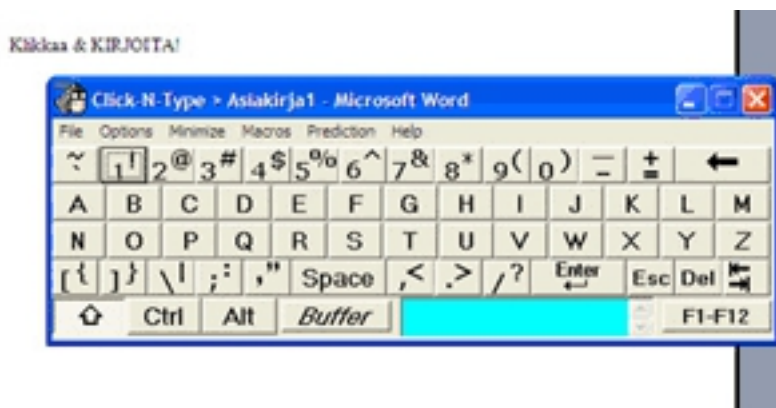 Klikkaa & KIRJOITA!
Click-N-Type > Asiakirja1 - Microsoft Word
File Options Minimize Macros Prediction Help
~ ` 1 ! 2 @ 3 # 4 $ 5 % 6 ^ 7 & 8 * 9 ( 0 ) _ - + = ←
A B C D E F G H I J K L M
N O P Q R S T U V W X Y Z
[ { ] } \ | ; : ' " Space , < . > / ? Enter Esc Del
Ctrl Alt Buffer F1-F12